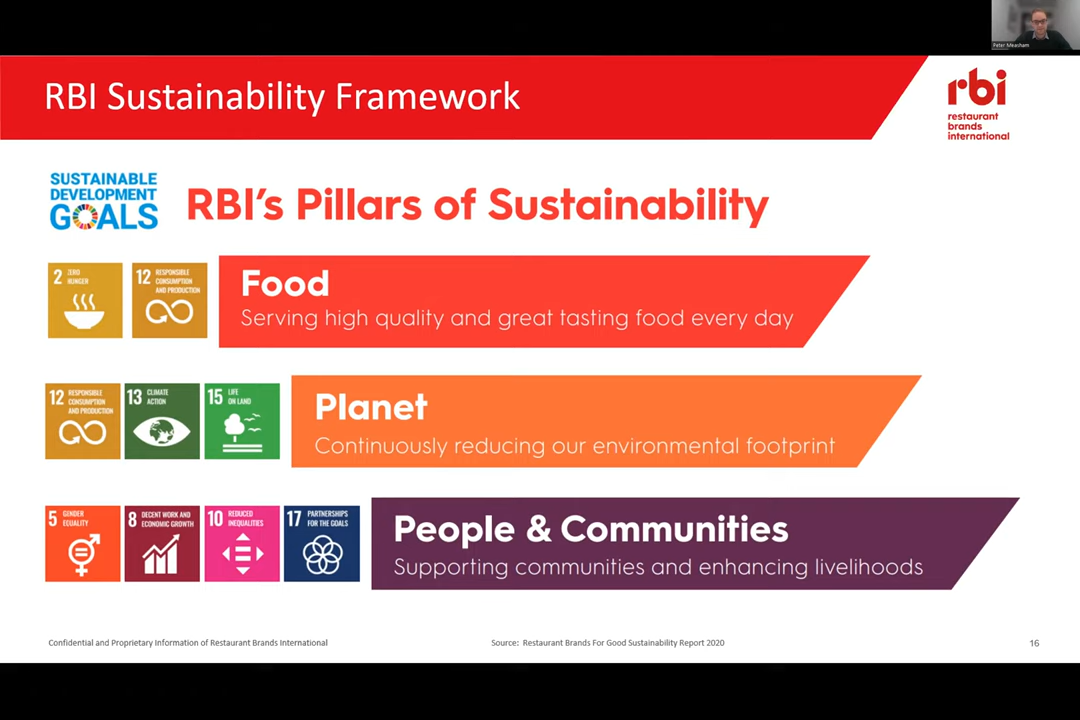 Peter Measham
RBI Sustainability Framework
rbi
restaurant
brands
international
SUSTAINABLE
DEVELOPMENT
GOALS
RBI's Pillars of Sustainability
2 ZERO
HUNGER
12 RESPONSIBLE
CONSUMPTION
AND PRODUCTION
Food
Serving high quality and great tasting food every day
12 RESPONSIBLE
CONSUMPTION
AND PRODUCTION
13 CLIMATE
ACTION
15 LIFE
ON LAND
Planet
Continuously reducing our environmental footprint
5 GENDER
EQUALITY
8 DECENT WORK AND
ECONOMIC GROWTH
10 REDUCED
INEQUALITIES
17 PARTNERSHIPS
FOR THE GOALS
People & Communities
Supporting communities and enhancing livelihoods
Confidential and Proprietary Information of Restaurant Brands International
Source: Restaurant Brands For Good Sustainability Report 2020
16